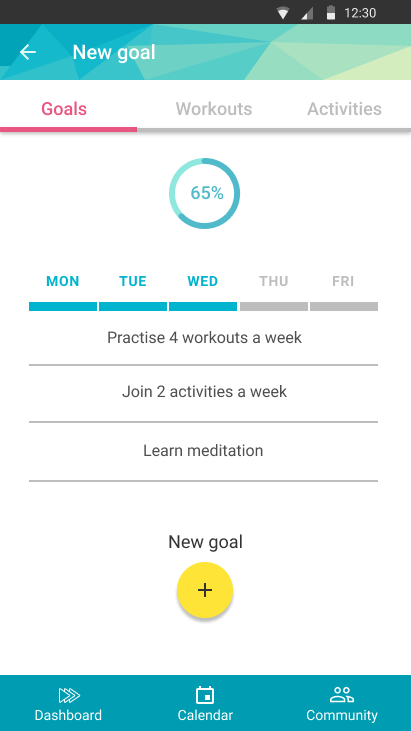 12:30
New goal
Goals Workouts Activities
65%
MON TUE WED THU FRI
Practise 4 workouts a week
Join 2 activities a week
Learn meditation
New goal
+
Dashboard Calendar Community